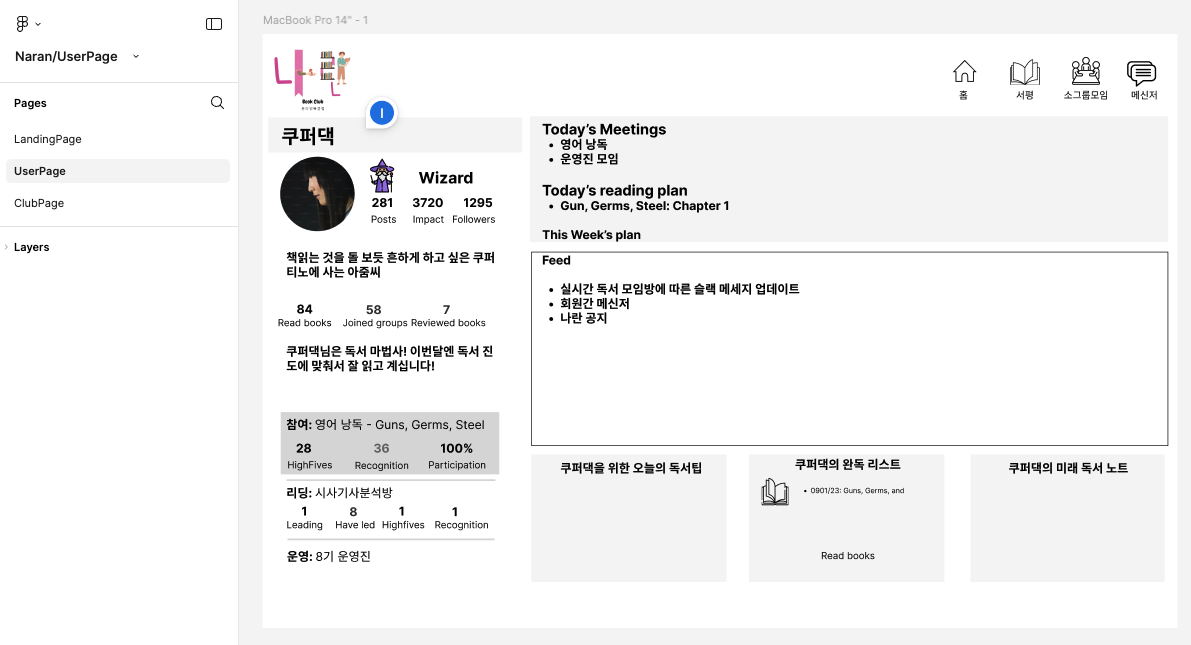 Naran/UserPage
Pages
LandingPage
UserPage
ClubPage
Layers
MacBook Pro 14" - 1
나란
Book Club
I
홈
서평
소그룹모임
메신저
쿠퍼댁
Wizard
281
3720
1295
Posts
Impact
Followers
책읽는 것을 돌 보듯 흔하게 하고 싶은 쿠퍼
티노에 사는 아줌씨
84
58
7
Read books
Joined groups
Reviewed books
쿠퍼댁님은 독서 마법사! 이번달엔 독서 진
도에 맞춰서 잘 읽고 계십니다!
참여: 영어 낭독 - Guns, Germs, Steel
28
36
100%
HighFives
Recognition
Participation
리딩: 시사기사분석방
1
8
1
1
Leading
Have led
Highfives
Recognition
운영: 8기 운영진
Today's Meetings
• 영어 낭독
• 운영진 모임
Today's reading plan
• Gun, Germs, Steel: Chapter 1
This Week's plan
Feed
• 실시간 독서 모임방에 따른 슬랙 메세지 업데이트
• 회원간 메신저
• 나란 공지
쿠퍼댁을 위한 오늘의 독서팁
쿠퍼댁의 완독 리스트
• 0901/23: Guns, Germs, and
Read books
쿠퍼댁의 미래 독서 노트